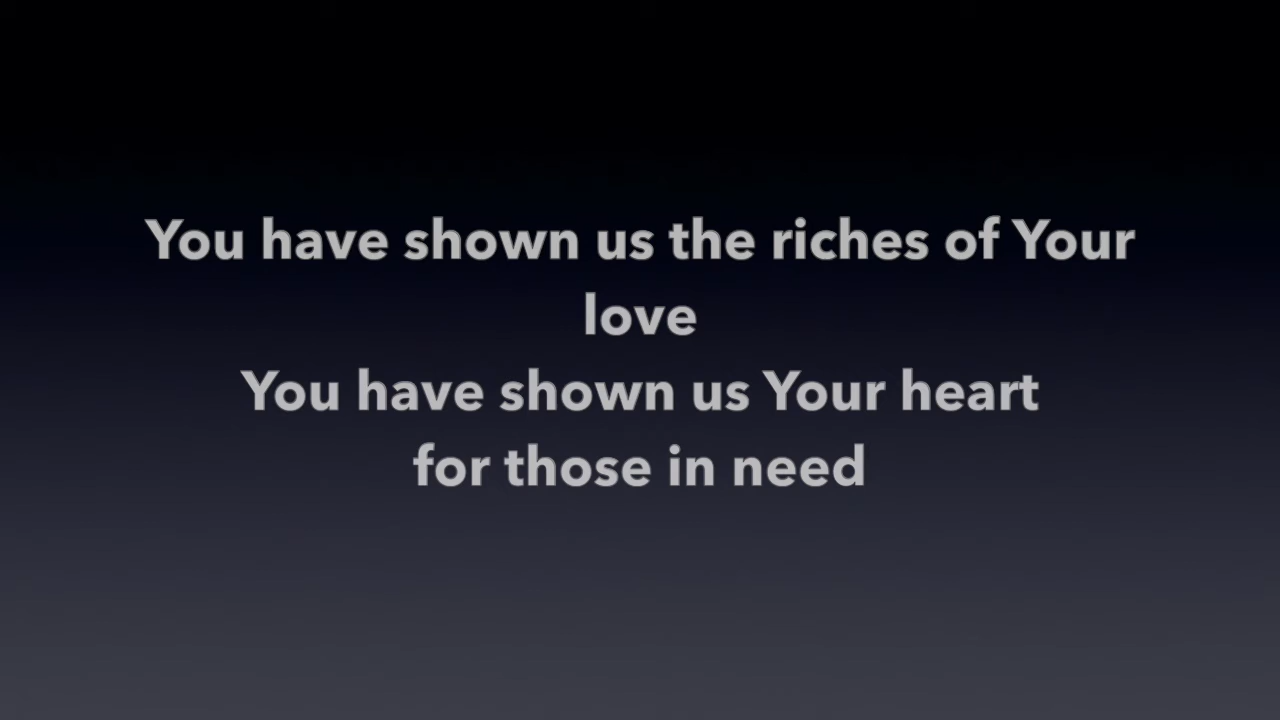 You have shown us the riches of Your
love
You have shown us Your heart
for those in need